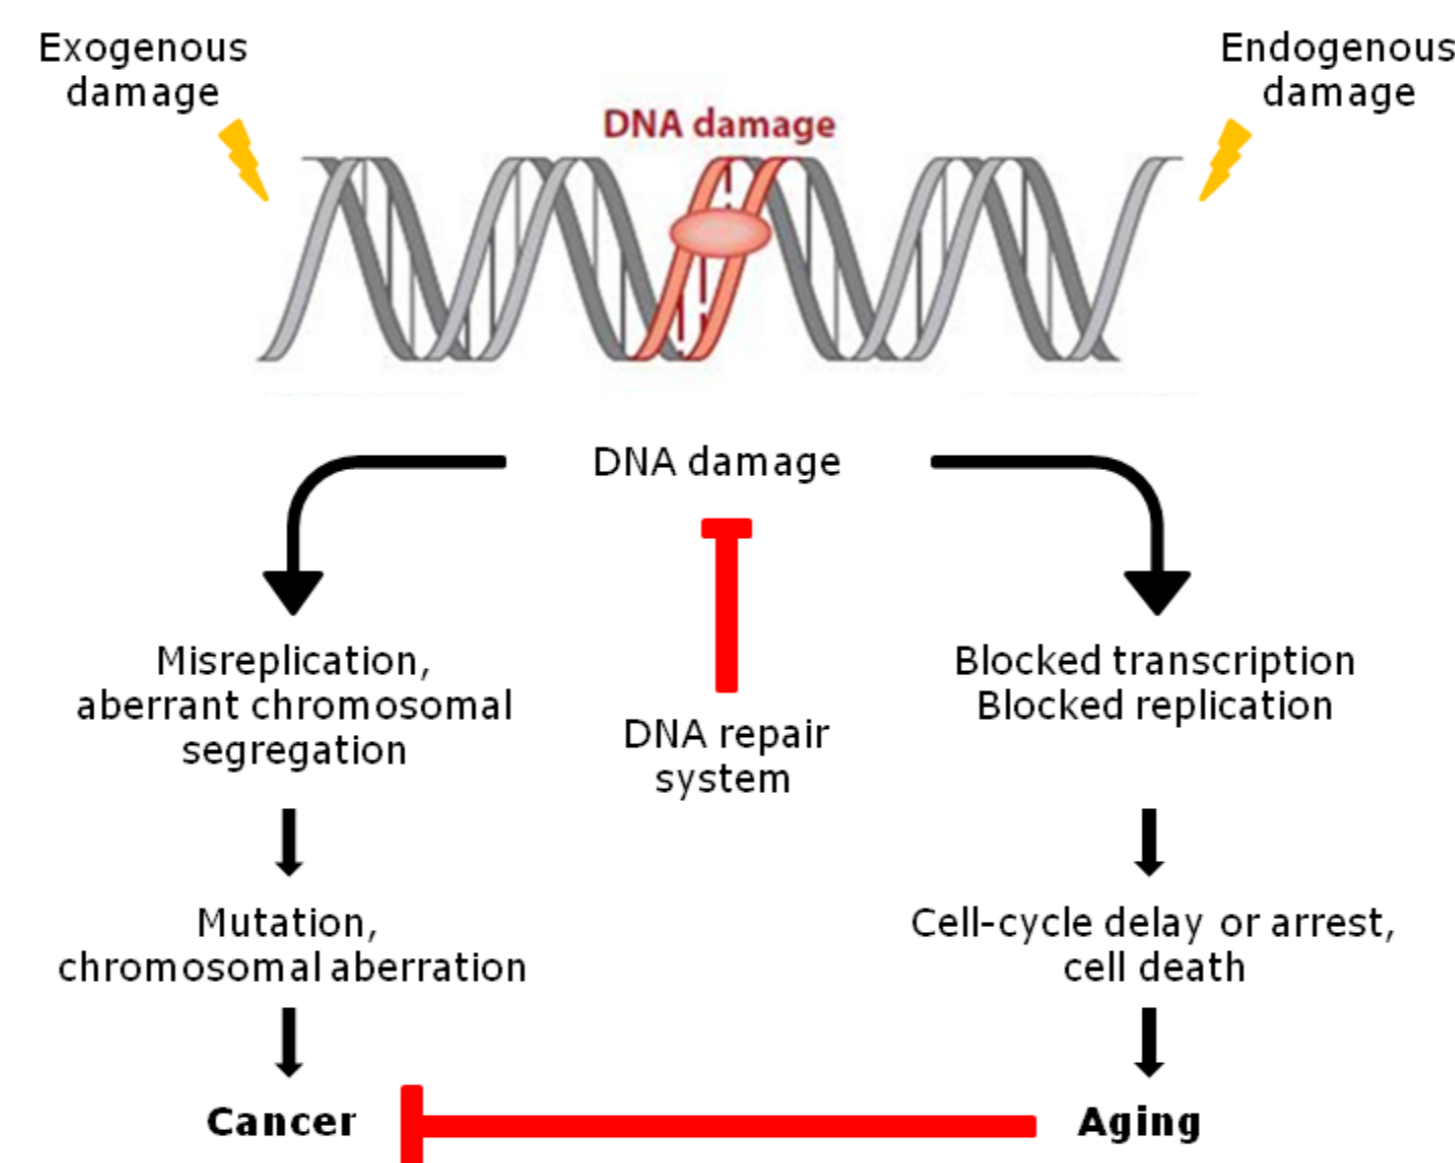 Exogenous
damage
Endogenous
damage
DNA damage
DNA damage
Misreplication,
aberrant chromosomal
segregation
DNA repair
system
Blocked transcription
Blocked replication
Mutation,
chromosomal aberration
Cell-cycle delay or arrest,
cell death
Cancer
Aging